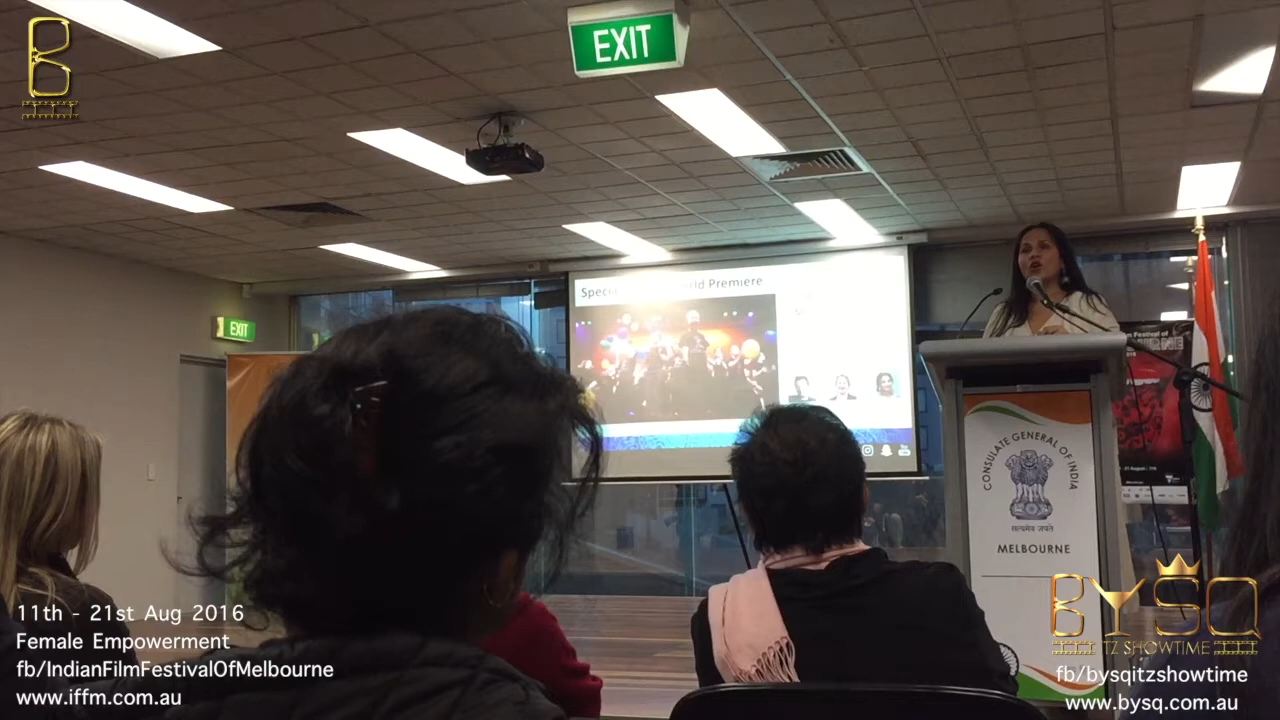 B
EXIT
EXIT
World Premiere
CONSULATE GENERAL OF INDIA
सत्यमेव जयते
MELBOURNE
11th - 21st Aug 2016
Female Empowerment
fb/IndianFilmFestivalOfMelbourne
www.iffm.com.au
BYSQ
ITZ SHOWTIME
fb/bysqitzshowtime
www.bysq.com.au